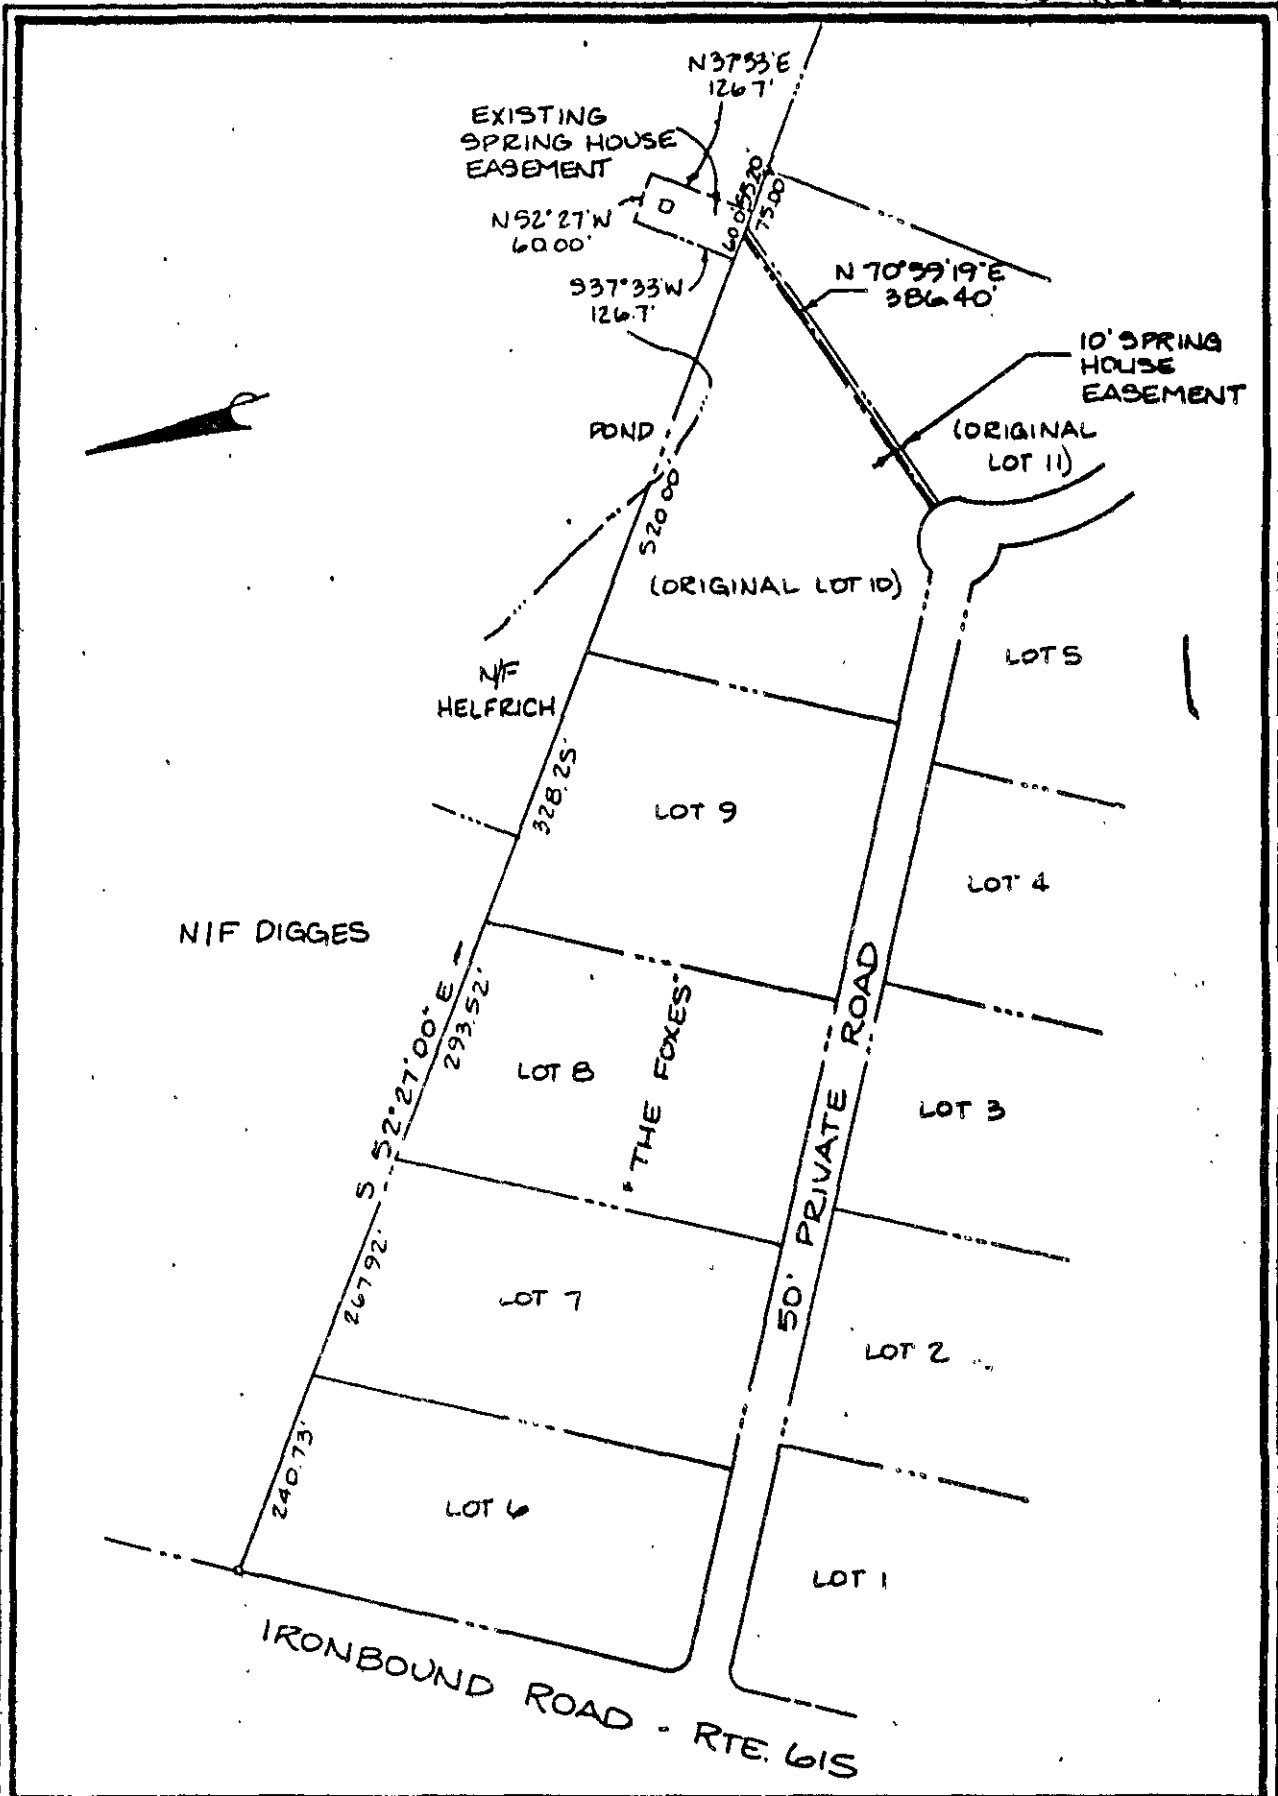 N37°33'E
126.7'
EXISTING
SPRING HOUSE
EASEMENT
N52°27'W
60.00'
S37°33'W
126.7'
60.0'
55.20'
75.00'
N 70°59'19"E
386.40'
10' SPRING
HOUSE
EASEMENT
(ORIGINAL
LOT 11)
POND
520.00
(ORIGINAL LOT 10)
LOT 5
N/F
HELFRICH
328.25'
LOT 9
LOT 4
N/F DIGGES
S 52°27'00" E
293.52'
LOT 8
"THE FOXES"
50' PRIVATE ROAD
LOT 3
267.92'
LOT 7
LOT 2
240.73'
LOT 6
LOT 1
IRONBOUND ROAD - RTE. 615